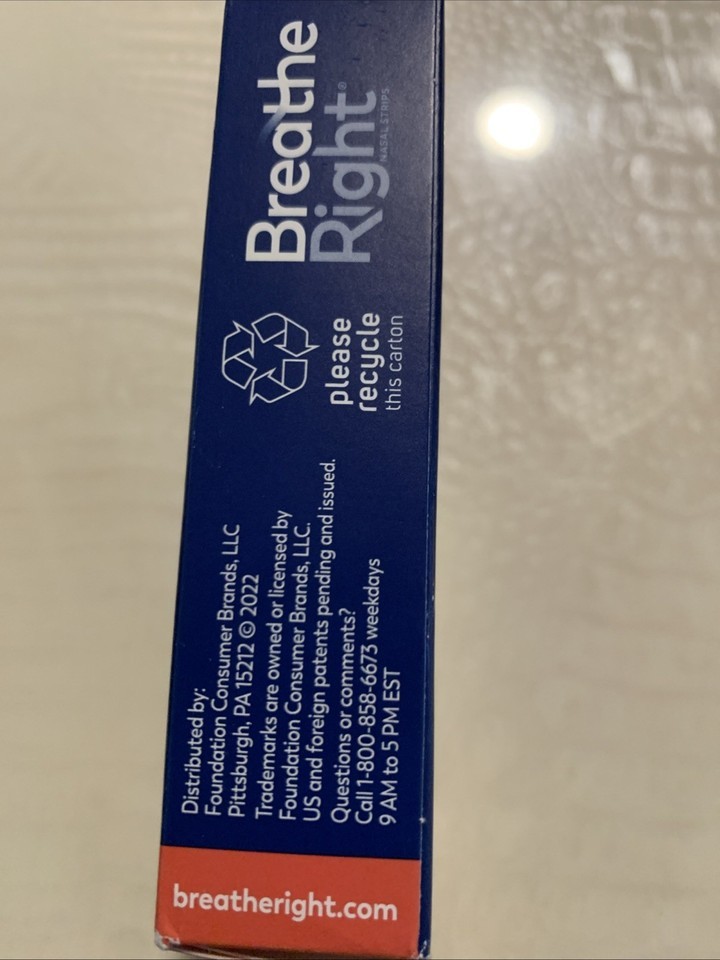 Breathe
Right®
NASAL STRIPS
please
recycle
this carton
Distributed by:
Foundation Consumer Brands, LLC
Pittsburgh, PA 15212 © 2022
Trademarks are owned or licensed by
Foundation Consumer Brands, LLC.
US and foreign patents pending and issued.
Questions or comments?
Call 1-800-858-6673 weekdays
9 AM to 5 PM EST
breatheright.com